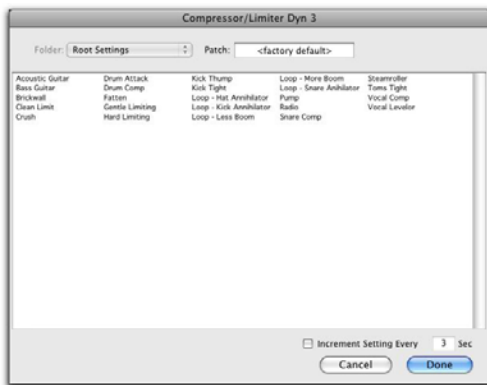 Compressor/Limiter Dyn 3
Folder: Root Settings Patch: <factory default>
Acoustic Guitar Drum Attack Kick Thump Loop - More Boom Steamroller
Bass Guitar Drum Comp Kick Tight Loop - Snare Anihilator Toms Tight
Brickwall Fatten Loop - Hat Annihilator Pump Vocal Comp
Clean Limit Gentle Limiting Loop - Kick Annihilator Radio Vocal Levelor
Crush Hard Limiting Loop - Less Boom Snare Comp
Increment Setting Every 3 Sec
Cancel Done